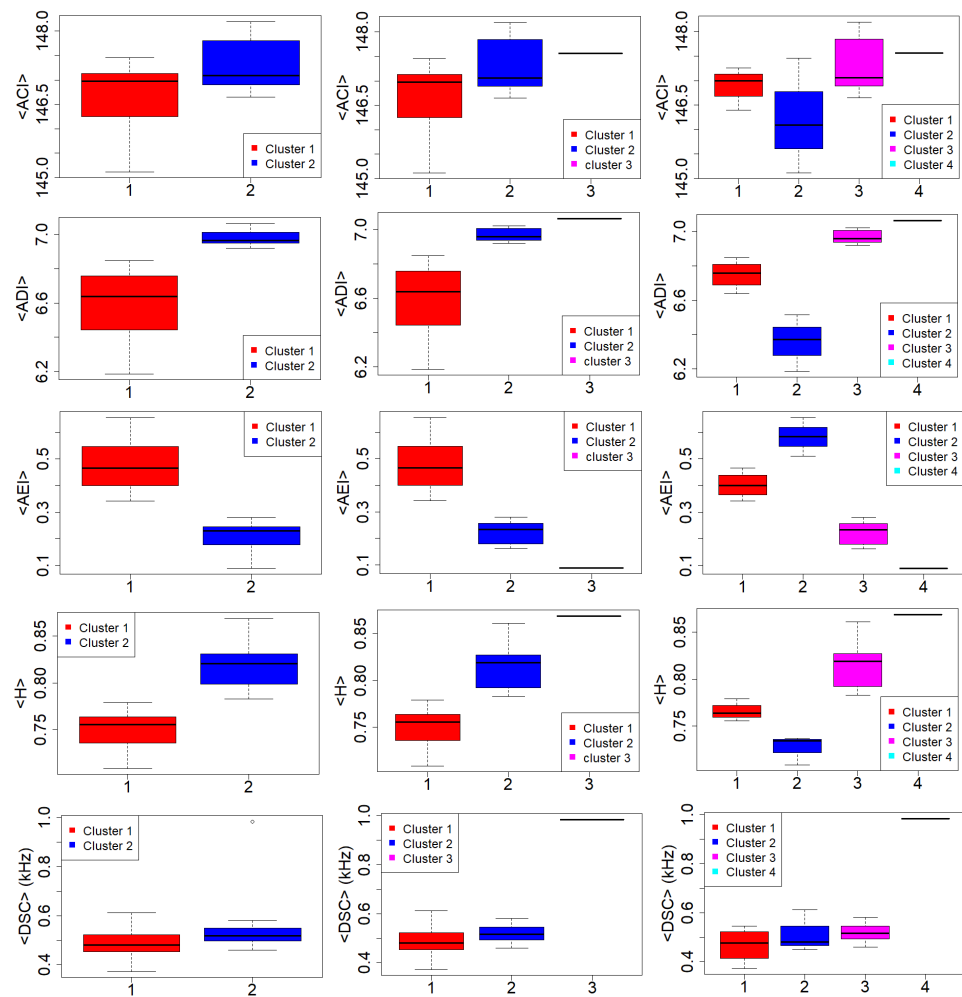 <ACI>
148.0
146.5
145.0
Cluster 1
Cluster 2
1 2
<ACI>
148.0
146.5
145.0
Cluster 1
Cluster 2
cluster 3
1 2 3
<ACI>
148.0
146.5
145.0
Cluster 1
Cluster 2
Cluster 3
Cluster 4
1 2 3 4
<ADI>
7.0
6.6
6.2
Cluster 1
Cluster 2
1 2
<ADI>
7.0
6.6
6.2
Cluster 1
Cluster 2
cluster 3
1 2 3
<ADI>
7.0
6.6
6.2
Cluster 1
Cluster 2
Cluster 3
Cluster 4
1 2 3 4
<AEI>
0.5
0.3
0.1
Cluster 1
Cluster 2
1 2
<AEI>
0.5
0.3
0.1
Cluster 1
Cluster 2
cluster 3
1 2 3
<AEI>
0.5
0.3
0.1
Cluster 1
Cluster 2
Cluster 3
Cluster 4
1 2 3 4
<H>
0.85
0.80
0.75
Cluster 1
Cluster 2
1 2
<H>
0.85
0.80
0.75
Cluster 1
Cluster 2
cluster 3
1 2 3
<H>
0.85
0.80
0.75
Cluster 1
Cluster 2
Cluster 3
Cluster 4
1 2 3 4
<DSC> (kHz)
1.0
0.8
0.6
0.4
Cluster 1
Cluster 2
1 2
<DSC> (kHz)
1.0
0.8
0.6
0.4
Cluster 1
Cluster 2
Cluster 3
1 2 3
<DSC> (kHz)
1.0
0.8
0.6
0.4
Cluster 1
Cluster 2
Cluster 3
Cluster 4
1 2 3 4